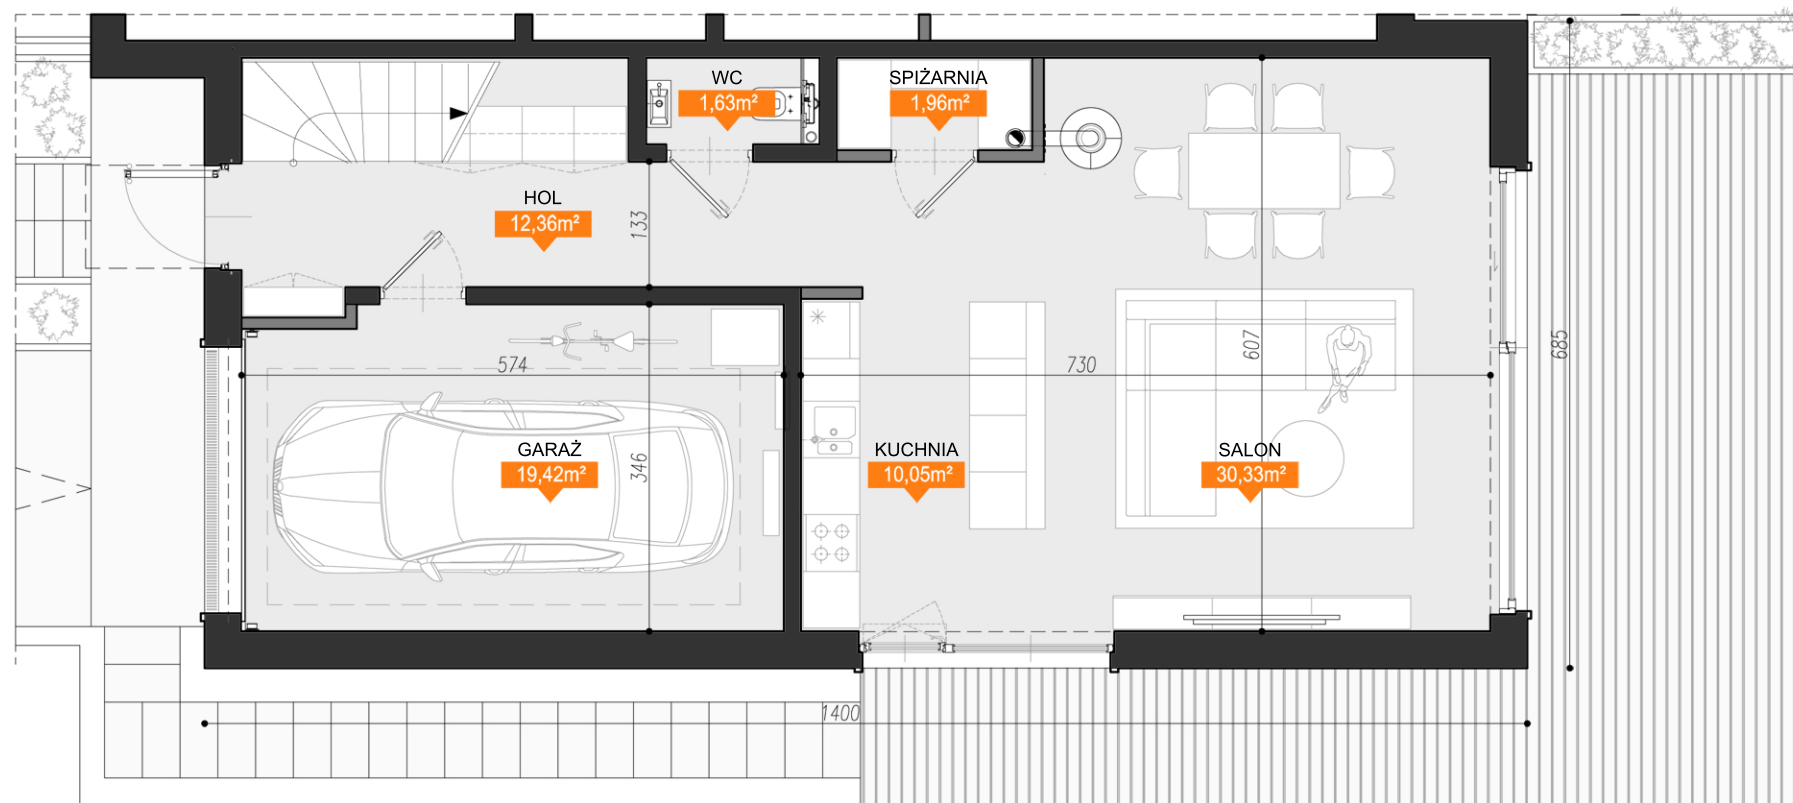 WC
1,63m²
SPIŻARNIA
1,96m²
HOL
12,36m²
133
607
685
574
730
GARAŻ
19,42m²
346
KUCHNIA
10,05m²
SALON
30,33m²
1400